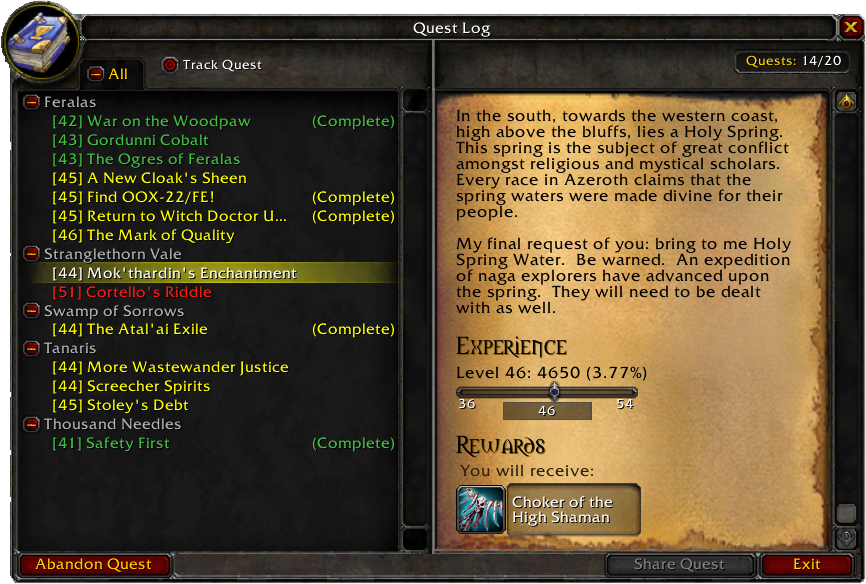 Quest Log
All
Track Quest
Quests: 14/20
Feralas
[42] War on the Woodpaw (Complete)
[43] Gordunni Cobalt
[43] The Ogres of Feralas
[45] A New Cloak's Sheen
[45] Find OOX-22/FE! (Complete)
[45] Return to Witch Doctor U... (Complete)
[46] The Mark of Quality
Stranglethorn Vale
[44] Mok'thardin's Enchantment
[51] Cortello's Riddle
Swamp of Sorrows
[44] The Atal'ai Exile (Complete)
Tanaris
[44] More Wastewander Justice
[44] Screecher Spirits
[45] Stoley's Debt
Thousand Needles
[41] Safety First (Complete)
In the south, towards the western coast,
high above the bluffs, lies a Holy Spring.
This spring is the subject of great conflict
amongst religious and mystical scholars.
Every race in Azeroth claims that the
spring waters were made divine for their
people.
My final request of you: bring to me Holy
Spring Water. Be warned. An expedition
of naga explorers have advanced upon
the spring. They will need to be dealt
with as well.
Experience
Level 46: 4650 (3.77%)
36 46 54
Rewards
You will receive:
Choker of the
High Shaman
Abandon Quest
Share Quest
Exit